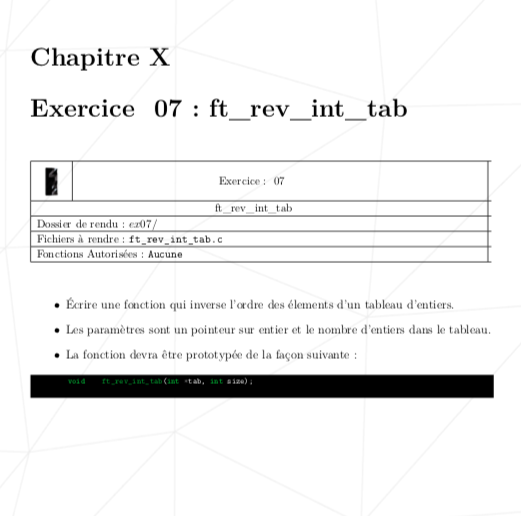 Chapitre X
Exercice 07 : ft_rev_int_tab
Exercice : 07
ft_rev_int_tab
Dossier de rendu : ex07/
Fichiers à rendre : ft_rev_int_tab.c
Fonctions Autorisées : Aucune
• Écrire une fonction qui inverse l'ordre des élements d'un tableau d'entiers.
• Les paramètres sont un pointeur sur entier et le nombre d'entiers dans le tableau.
• La fonction devra être prototypée de la façon suivante :
void ft_rev_int_tab(int *tab, int size);